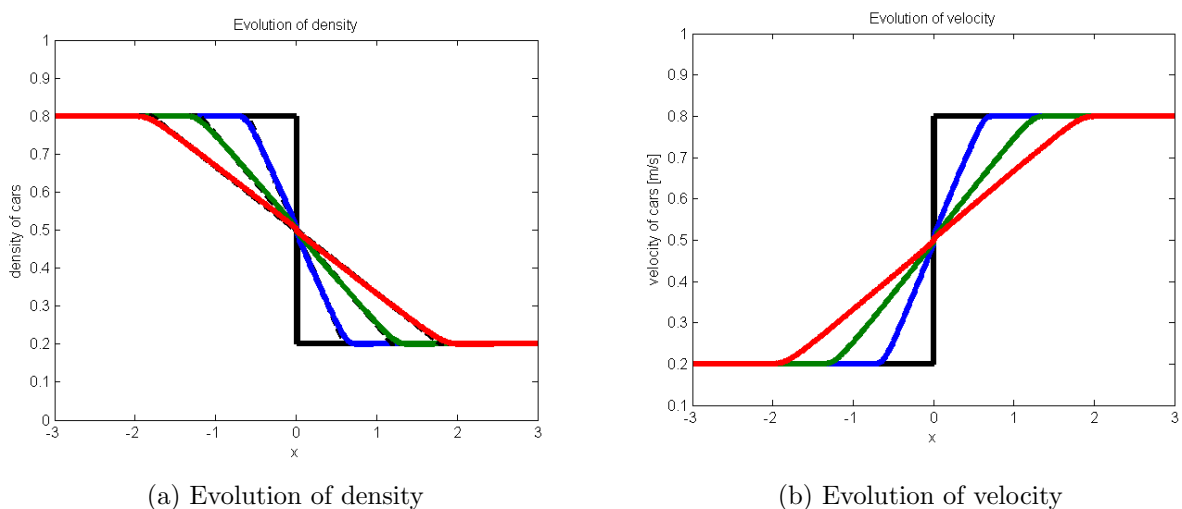 Evolution of density
1
0.9
0.8
0.7
0.6
0.5
0.4
0.3
0.2
0.1
0
density of cars
-3 -2 -1 0 1 2 3
x
(a) Evolution of density
Evolution of velocity
1
0.9
0.8
0.7
0.6
0.5
0.4
0.3
0.2
0.1
velocity of cars [m/s]
-3 -2 -1 0 1 2 3
x
(b) Evolution of velocity